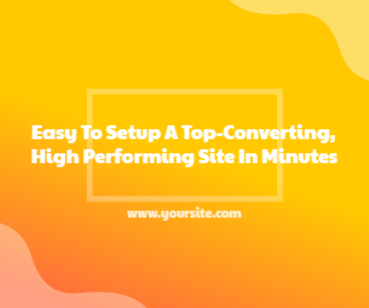 Easy To Setup A Top-Converting,
High Performing Site In Minutes
www.yoursite.com